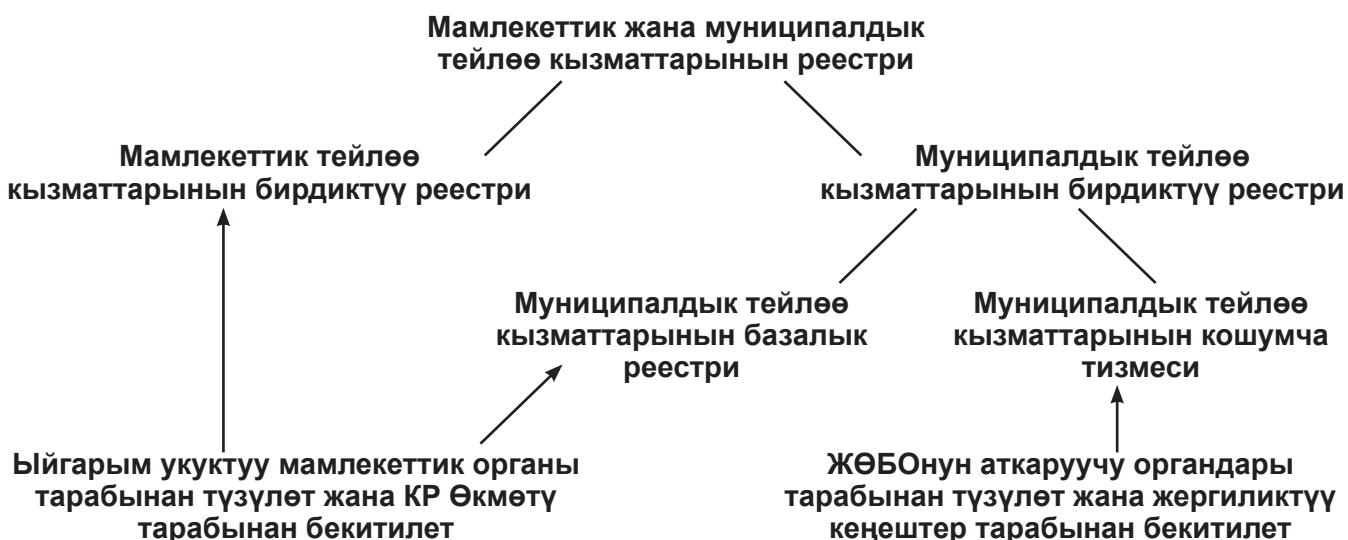 Мамлекеттик жана муниципалдык
тейлөө кызматтарынын реестри
Мамлекеттик тейлөө
кызматтарынын бирдиктүү реестри
Муниципалдык тейлөө
кызматтарынын бирдиктүү реестри
Муниципалдык тейлөө
кызматтарынын базалык
реестри
Муниципалдык тейлөө
кызматтарынын кошумча
тизмеси
Ыйгарым укуктуу мамлекеттик органы
тарабынан түзүлөт жана КР Өкмөтү
тарабынан бекитилет
ЖӨБОнун аткаруучу органдары
тарабынан түзүлөт жана жергиликтүү
кеңештер тарабынан бекитилет